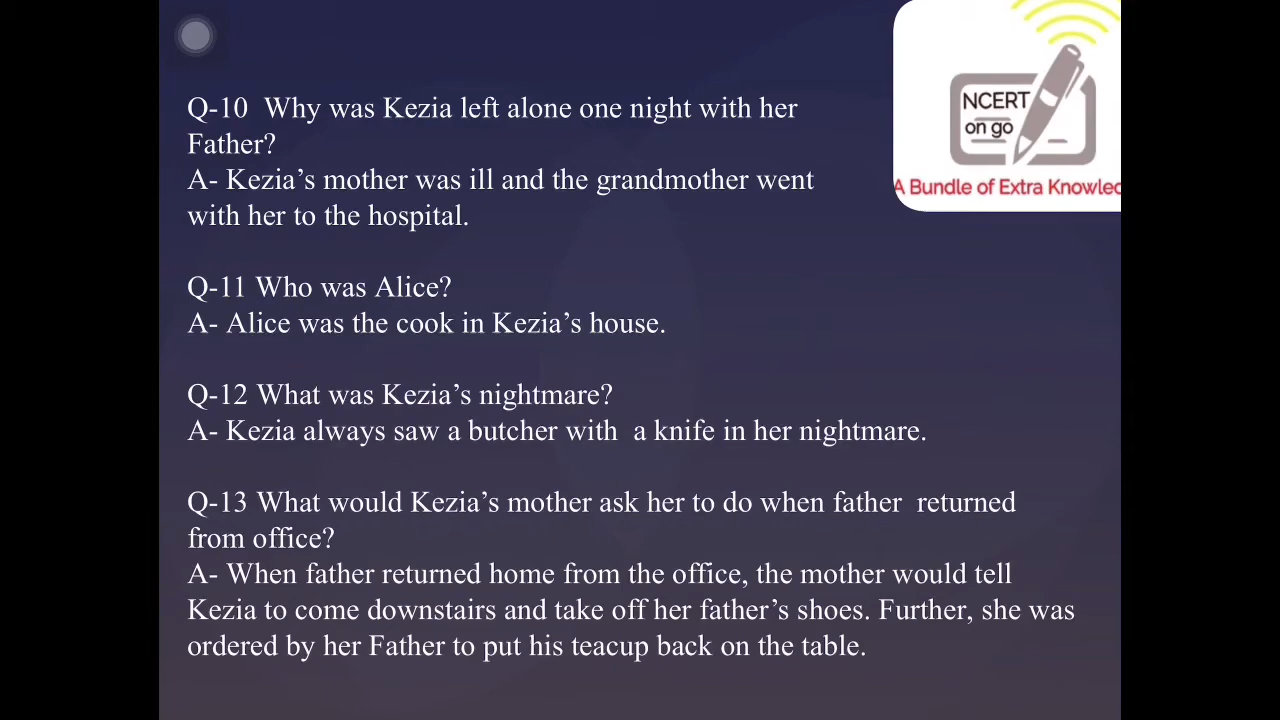 NCERT
on go
A Bundle of Extra Knowledg
Q-10  Why was Kezia left alone one night with her
Father?
A- Kezia’s mother was ill and the grandmother went
with her to the hospital.
Q-11 Who was Alice?
A- Alice was the cook in Kezia’s house.
Q-12 What was Kezia’s nightmare?
A- Kezia always saw a butcher with  a knife in her nightmare.
Q-13 What would Kezia’s mother ask her to do when father  returned
from office?
A- When father returned home from the office, the mother would tell
Kezia to come downstairs and take off her father’s shoes. Further, she was
ordered by her Father to put his teacup back on the table.